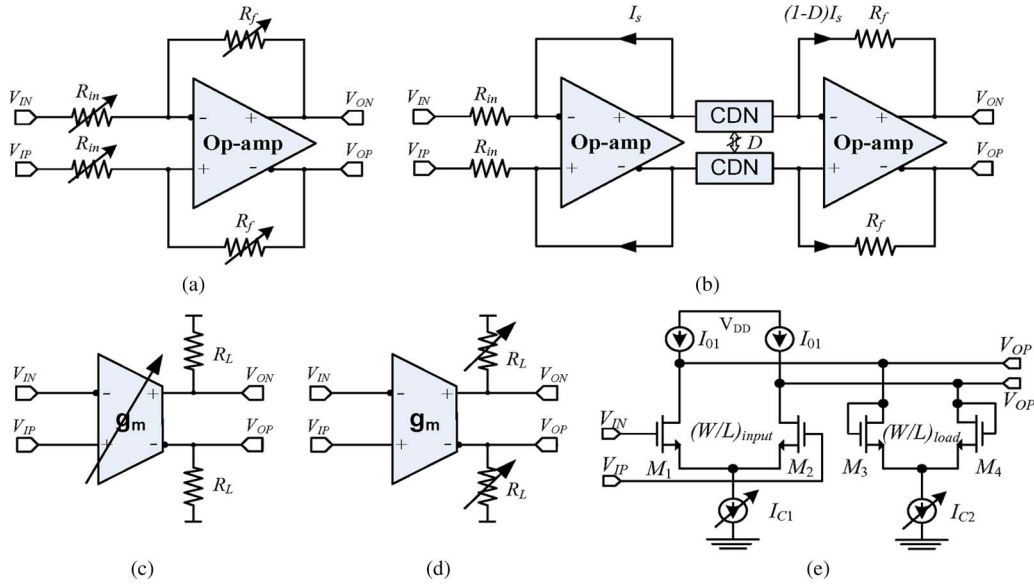 R_f
I_s
(1-D)I_s
R_f
V_IN
R_in
-
+
V_ON
V_IN
R_in
-
+
CDN
-
+
V_ON
Op-amp
Op-amp
D
Op-amp
V_IP
R_in
+
-
V_OP
V_IP
R_in
+
-
CDN
+
-
V_OP
R_f
R_f
(a)
(b)
R_L
R_L
V_DD
I_01
I_01
V_OP
V_IN
-
+
V_ON
V_IN
-
+
V_ON
V_OP
g_m
g_m
V_IN
(W/L)_input
(W/L)_load
V_IP
+
-
V_OP
V_IP
+
-
V_OP
V_IP
M_1
M_2
M_3
M_4
R_L
R_L
I_C1
I_C2
(c)
(d)
(e)